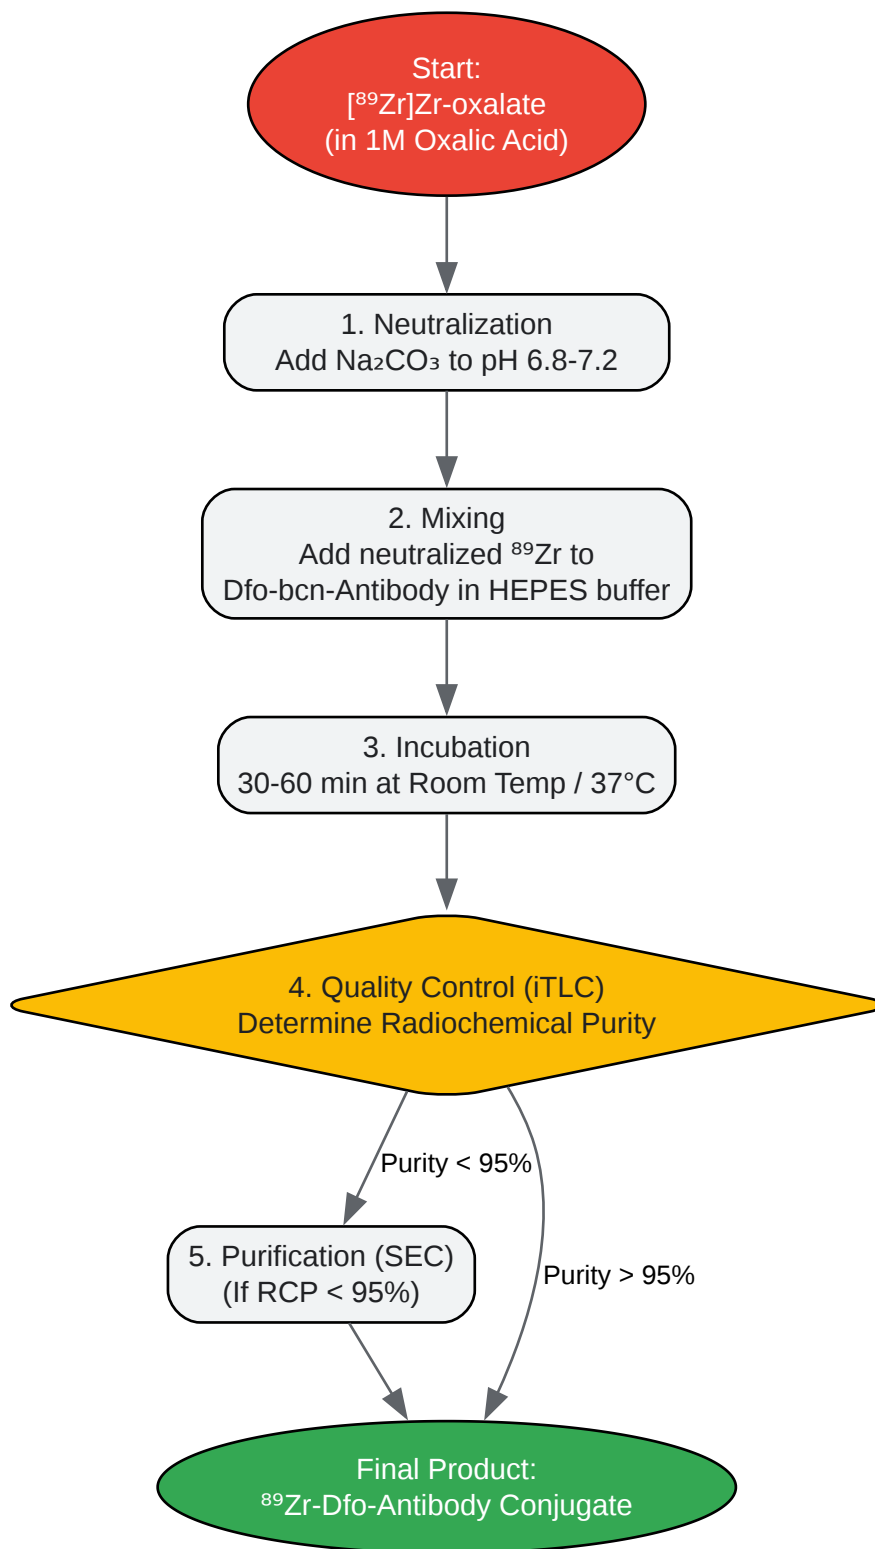 Start:
[⁸⁹Zr]Zr-oxalate
(in 1M Oxalic Acid)
1. Neutralization
Add Na₂CO₃ to pH 6.8-7.2
2. Mixing
Add neutralized ⁸⁹Zr to
Dfo-bcn-Antibody in HEPES buffer
3. Incubation
30-60 min at Room Temp / 37°C
4. Quality Control (iTLC)
Determine Radiochemical Purity
Purity < 95%
5. Purification (SEC)
(If RCP < 95%)
Purity > 95%
Final Product:
⁸⁹Zr-Dfo-Antibody Conjugate